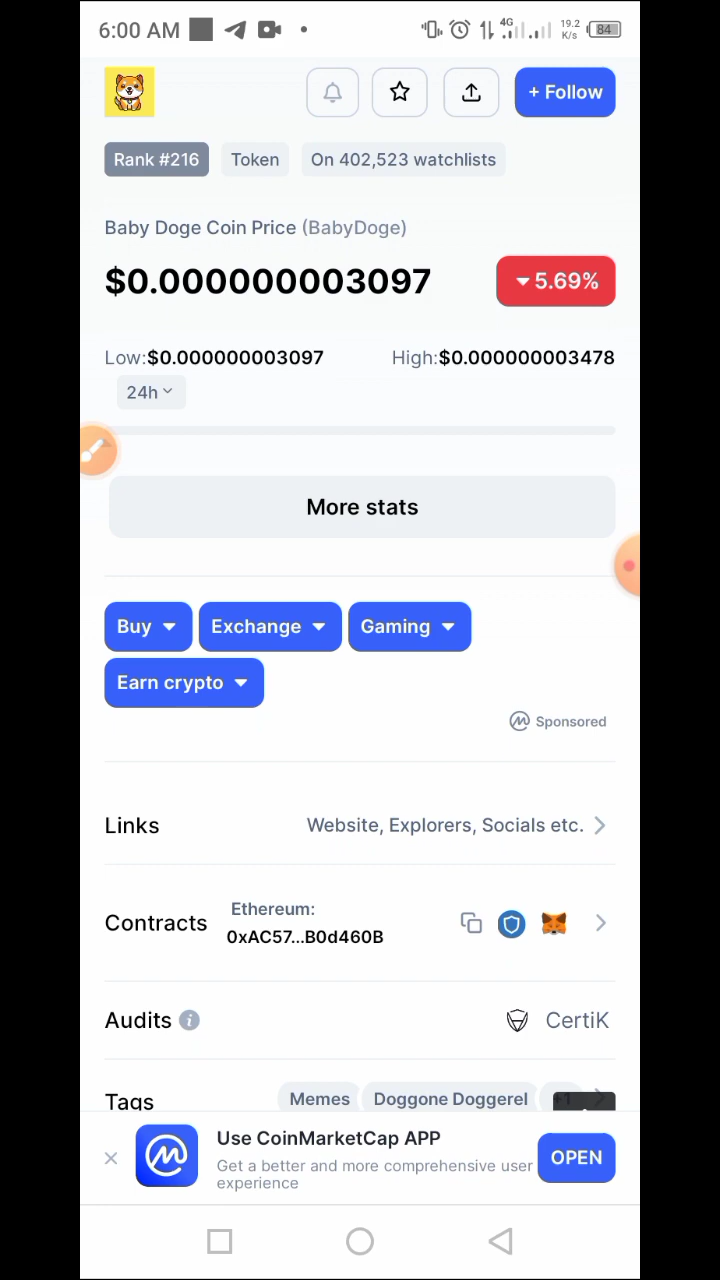 6:00 AM 4G 19.2 K/s 84
+ Follow
Rank #216 Token On 402,523 watchlists
Baby Doge Coin Price (BabyDoge)
$0.000000003097 5.69%
Low:$0.000000003097 High:$0.000000003478
24h
More stats
Buy Exchange Gaming
Earn crypto
Sponsored
Links Website, Explorers, Socials etc.
Ethereum:
Contracts 0xAC57...B0d460B
Audits CertiK
Tags Memes Doggone Doggerel +1
Use CoinMarketCap APP
Get a better and more comprehensive user
experience
OPEN